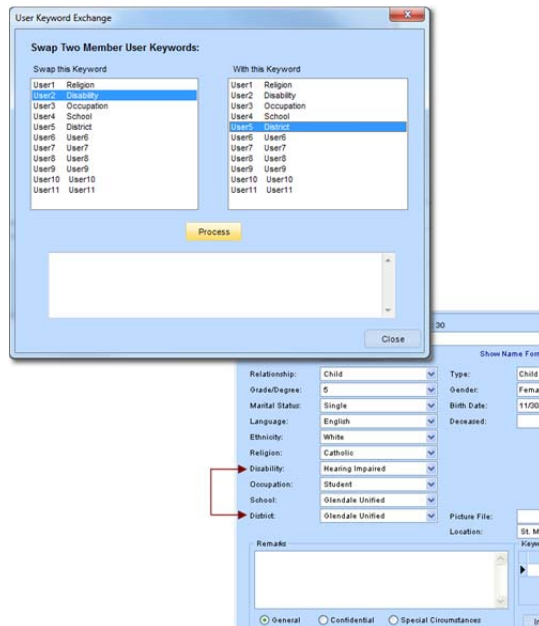 User Keyword Exchange
Swap Two Member User Keywords:
Swap this Keyword
User1 Religion
User2 Disability
User3 Occupation
User4 School
User5 District
User6 User6
User7 User7
User8 User8
User9 User9
User10 User10
User11 User11
With this Keyword
User1 Religion
User2 Disability
User3 Occupation
User4 School
User5 District
User6 User6
User7 User7
User8 User8
User9 User9
User10 User10
User11 User11
Process
Close
30
Show Name
Relationship: Child Type: Child
Grade/Degree: 5 Gender:
Marital Status: Single Birth Date: 11/30
Language: English Deceased:
Ethnicity: White
Religion: Catholic
Disability: Hearing Impaired
Occupation: Student
School: Glendale Unified
District: Glendale Unified Picture File:
Location: St. M
Remarks
General Confidential Special Circumstances